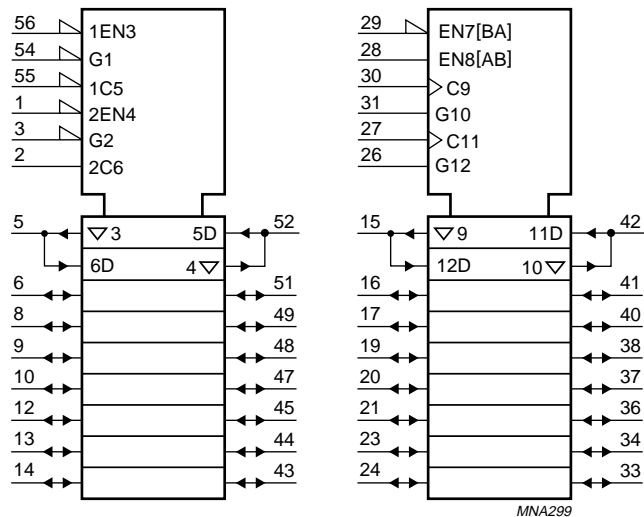 56 1EN3
54 G1
55 1C5
1 2EN4
3 G2
2 2C6
5 ▽ 3 5D 52
6D 4 ▽
6 51
8 49
9 48
10 47
12 45
13 44
14 43
29 EN7[BA]
28 EN8[AB]
30 C9
31 G10
27 C11
26 G12
15 ▽ 9 11D 42
12D 10 ▽
16 41
17 40
19 38
20 37
21 36
23 34
24 33
MNA299